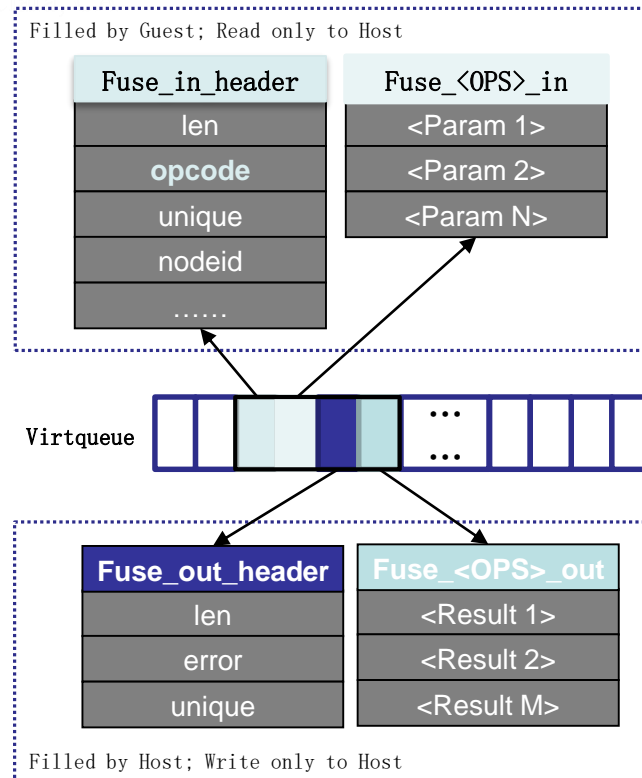 Filled by Guest; Read only to Host
Fuse_in_header
len
opcode
unique
nodeid
......
Fuse_<OPS>_in
<Param 1>
<Param 2>
<Param N>
Virtqueue
...
...
Fuse_out_header
len
error
unique
Fuse_<OPS>_out
<Result 1>
<Result 2>
<Result M>
Filled by Host; Write only to Host